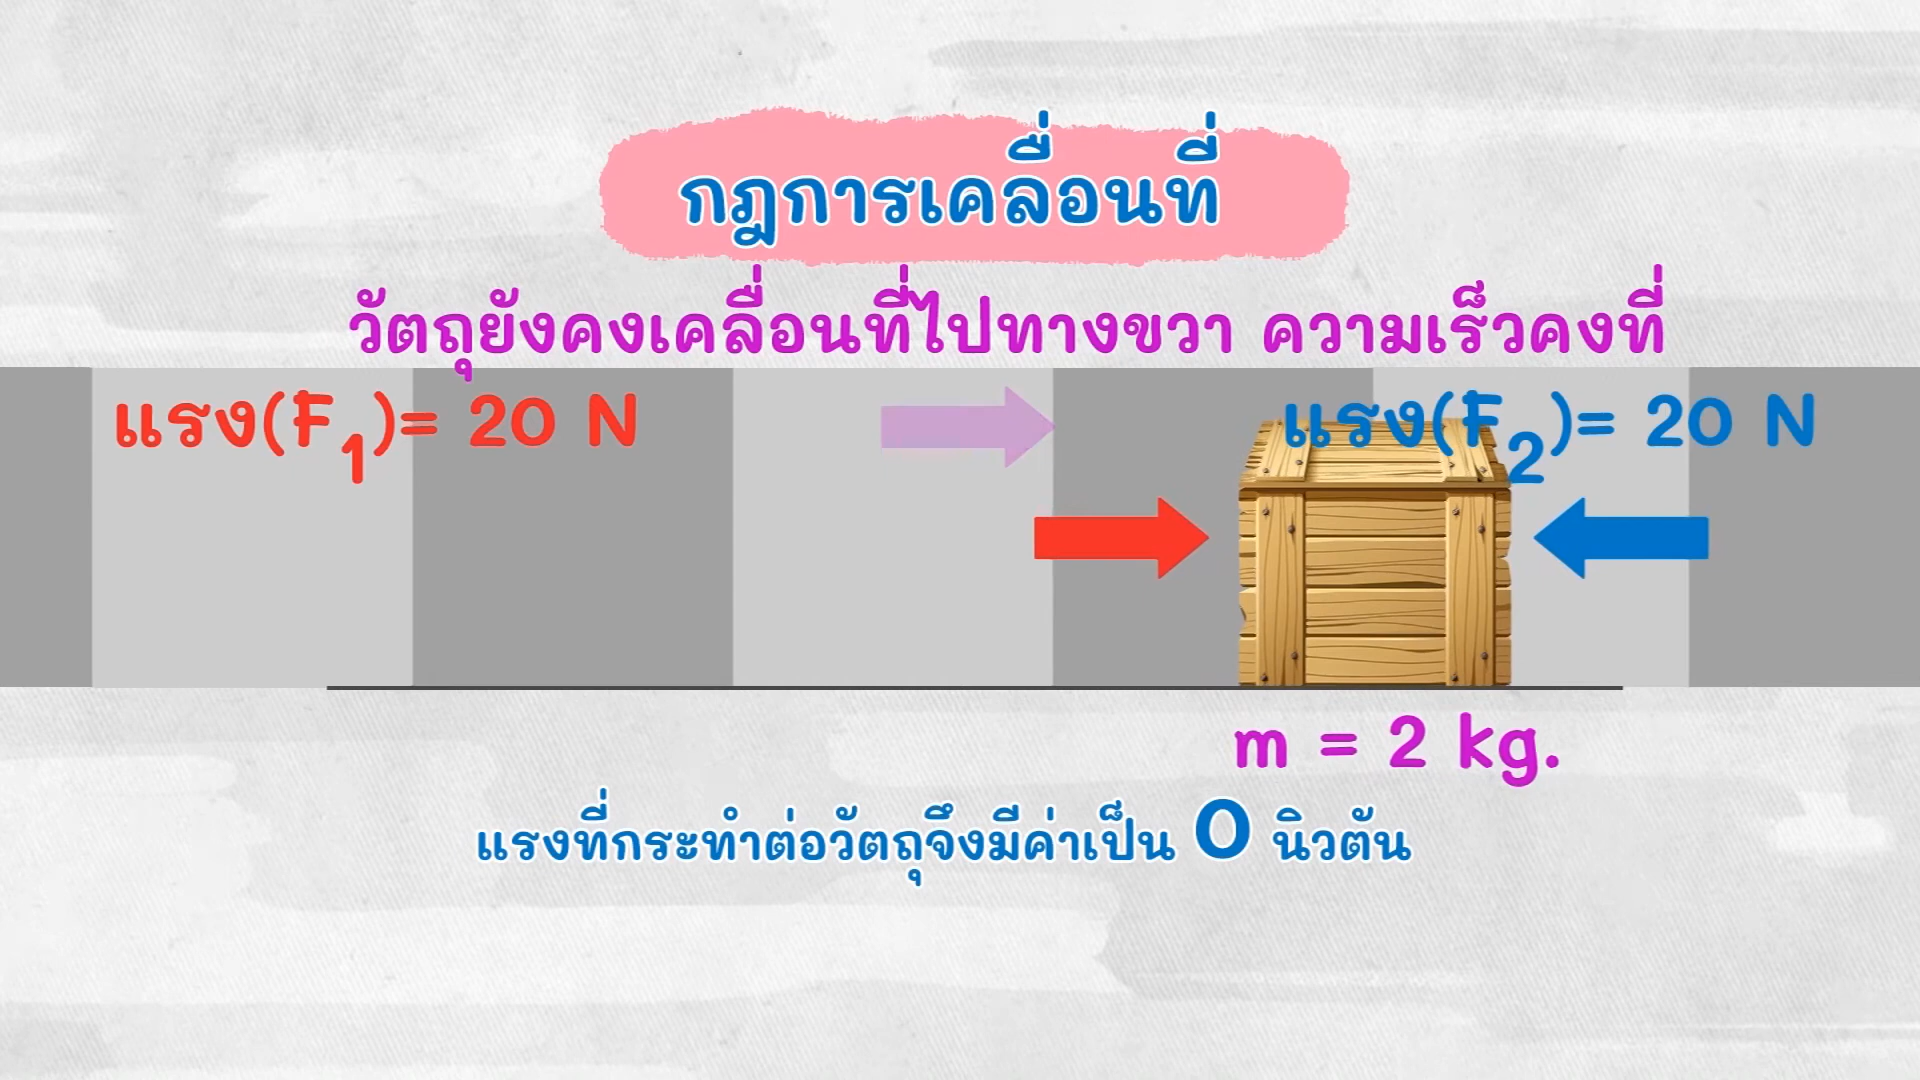 กฎการเคลื่อนที่
วัตถุยังคงเคลื่อนที่ไปทางขวา ความเร็วคงที่
แรง(F1)= 20 N
แรง(F2)= 20 N
m = 2 kg.
แรงที่กระทำต่อวัตถุจึงมีค่าเป็น 0 นิวตัน